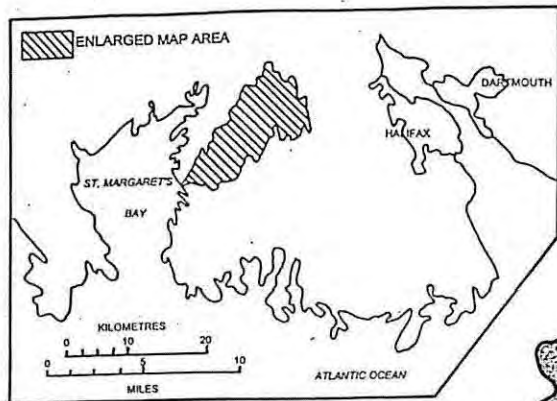 ENLARGED MAP AREA
DARTMOUTH
HALIFAX
ST. MARGARET'S
BAY
KILOMETRES
0 10 20
0 5 10
MILES
ATLANTIC OCEAN